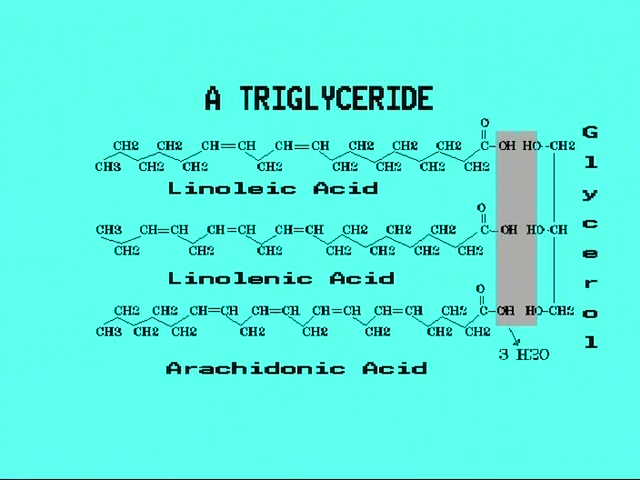 A TRIGLYCERIDE
O
CH2 CH2 CH=CH CH=CH CH2 CH2 CH2 C-OH HO-CH2
CH3 CH2 CH2 CH2 CH2 CH2 CH2
Linoleic Acid
O
CH3 CH=CH CH=CH CH=CH CH2 CH2 CH2 C-OH HO-CH
CH2 CH2 CH2 CH2 CH2 CH2
Linolenic Acid
O
CH2 CH2 CH=CH CH=CH CH=CH CH=CH CH2 C-OH HO-CH2
CH3 CH2 CH2 CH2 CH2 CH2 CH2
3 H2O
Arachidonic Acid
Glycerol